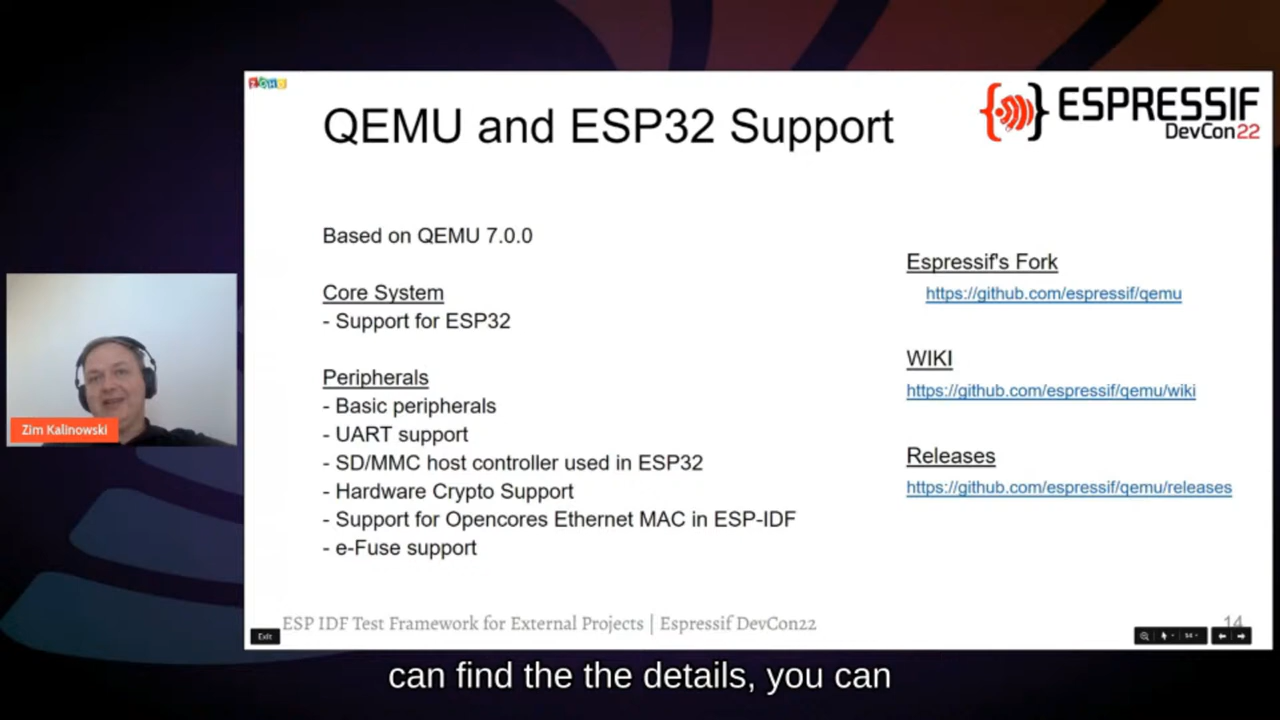 ZOHO
QEMU and ESP32 Support
ESPRESSIF
DevCon22
Based on QEMU 7.0.0
Core System
- Support for ESP32
Peripherals
- Basic peripherals
- UART support
- SD/MMC host controller used in ESP32
- Hardware Crypto Support
- Support for Opencores Ethernet MAC in ESP-IDF
- e-Fuse support
Espressif's Fork
https://github.com/espressif/qemu
WIKI
https://github.com/espressif/qemu/wiki
Releases
https://github.com/espressif/qemu/releases
Zim Kalinowski
ESP IDF Test Framework for External Projects | Espressif DevCon22
14
Exit
can find the the details, you can